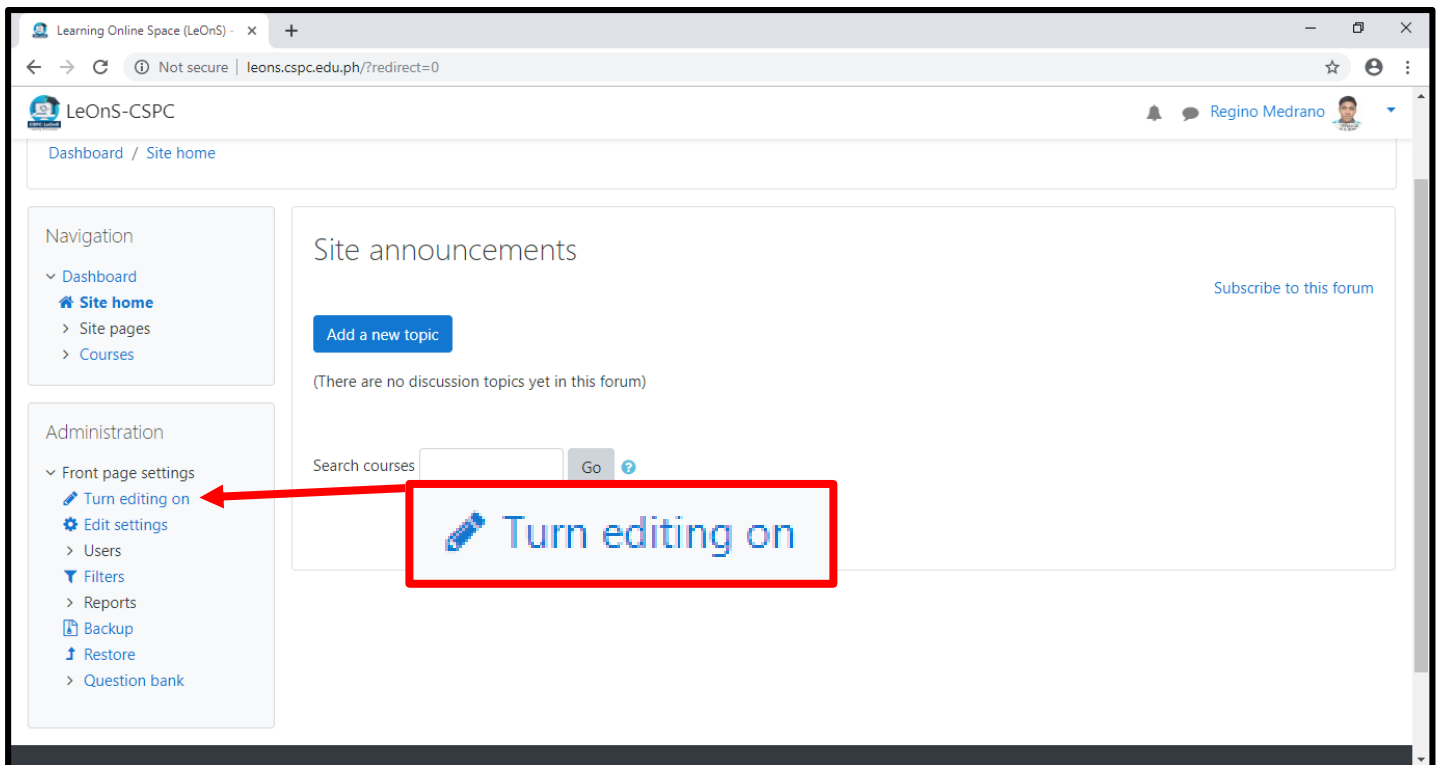 Learning Online Space (LeOnS) -
Not secure | leons.cspc.edu.ph/?redirect=0
LeOnS-CSPC
Regino Medrano
Dashboard / Site home
Navigation
Dashboard
Site home
Site pages
Courses
Administration
Front page settings
Turn editing on
Edit settings
Users
Filters
Reports
Backup
Restore
Question bank
Site announcements
Subscribe to this forum
Add a new topic
(There are no discussion topics yet in this forum)
Search courses Go
Turn editing on